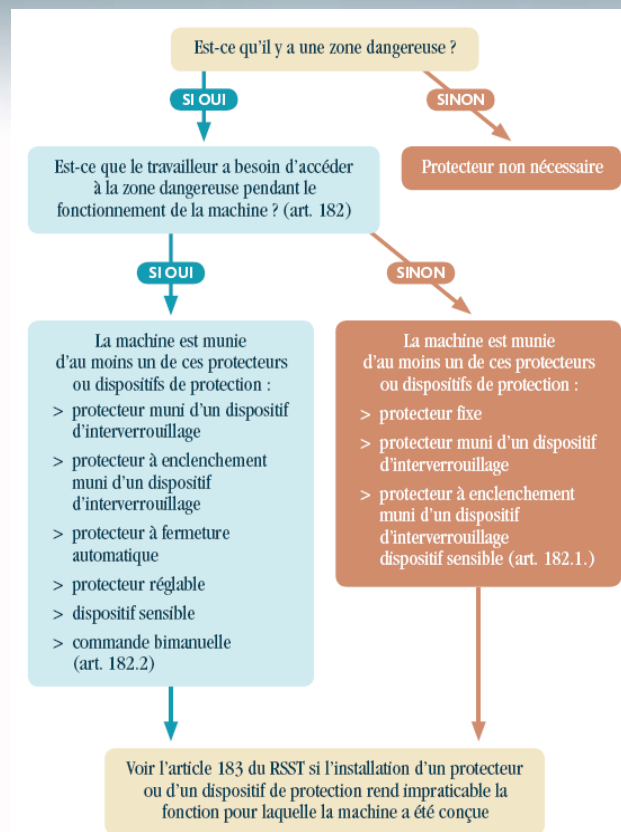 Est-ce qu'il y a une zone dangereuse ?
SI OUI
SINON
Est-ce que le travailleur a besoin d'accéder
à la zone dangereuse pendant le
fonctionnement de la machine ? (art. 182)
Protecteur non nécessaire
SI OUI
SINON
La machine est munie
d'au moins un de ces protecteurs
ou dispositifs de protection :
> protecteur muni d'un dispositif
d'interverrouillage
> protecteur à enclenchement
muni d'un dispositif
d'interverrouillage
> protecteur à fermeture
automatique
> protecteur réglable
> dispositif sensible
> commande bimanuelle
(art. 182.2)
La machine est munie
d'au moins un de ces protecteurs
ou dispositifs de protection :
> protecteur fixe
> protecteur muni d'un dispositif
d'interverrouillage
> protecteur à enclenchement
muni d'un dispositif
d'interverrouillage
dispositif sensible (art. 182.1.)
Voir l'article 183 du RSST si l'installation d'un protecteur
ou d'un dispositif de protection rend impraticable la
fonction pour laquelle la machine a été conçue